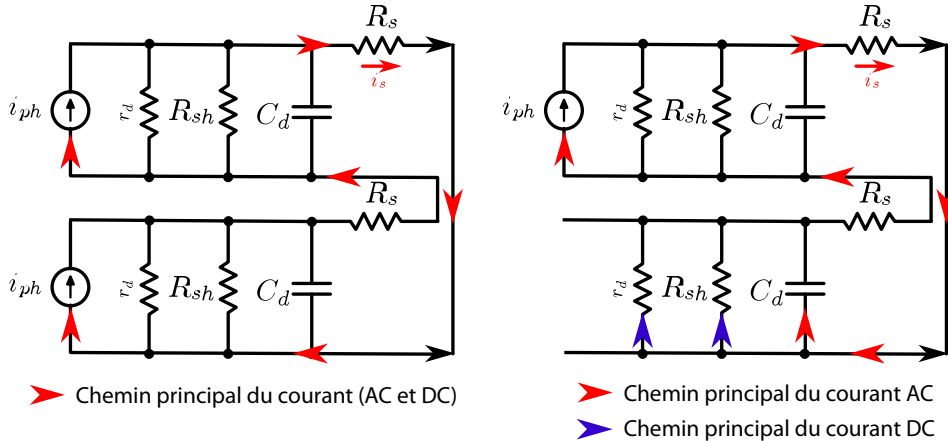 R_s
R_s
i_s
i_s
i_ph
r_d
R_sh
C_d
i_ph
r_d
R_sh
C_d
R_s
R_s
i_ph
r_d
R_sh
C_d
r_d
R_sh
C_d
Chemin principal du courant (AC et DC)
Chemin principal du courant AC
Chemin principal du courant DC